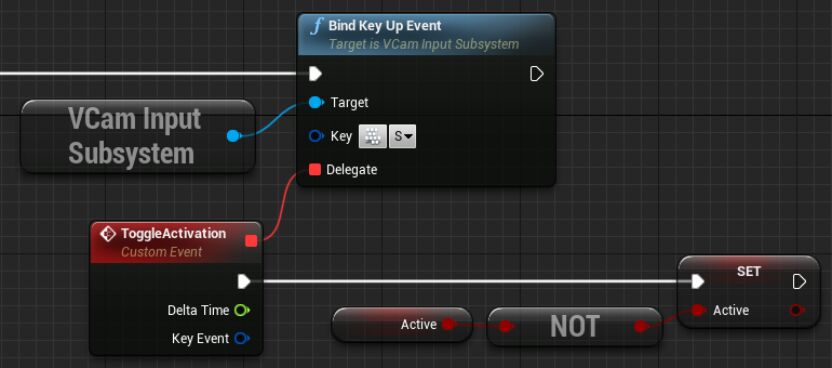 f Bind Key Up Event
Target is VCam Input Subsystem
VCam Input
Subsystem
Target
Key S
Delegate
ToggleActivation
Custom Event
Delta Time
Key Event
Active
NOT
SET
Active